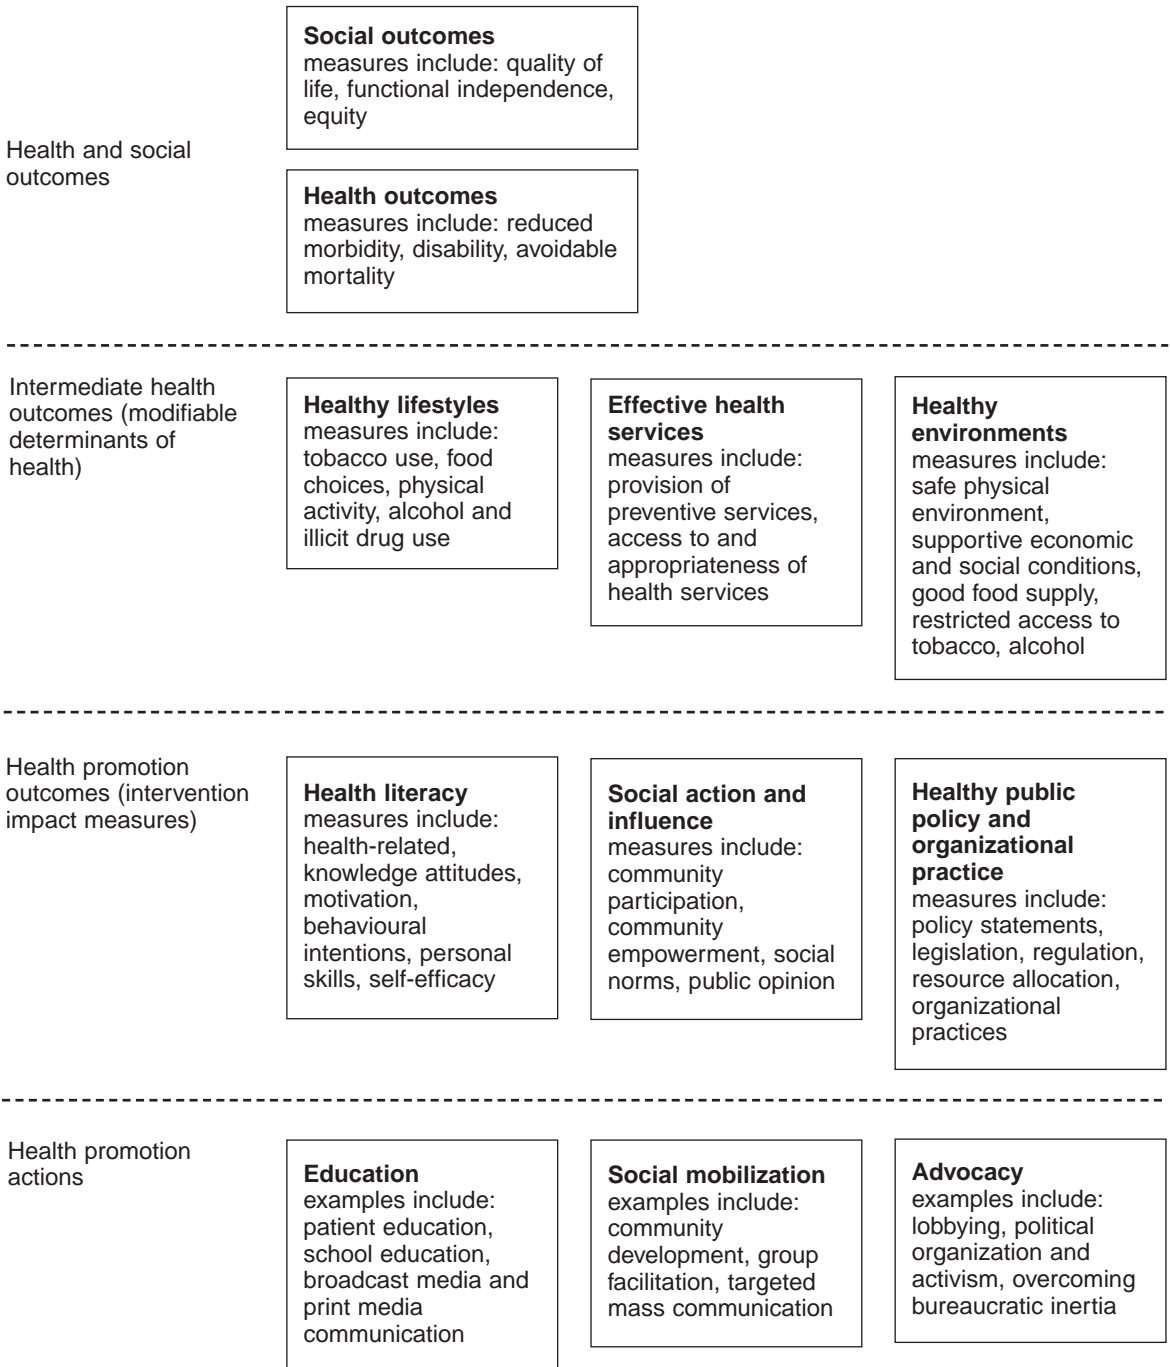 Social outcomes
measures include: quality of
life, functional independence,
equity
Health and social
outcomes
Health outcomes
measures include: reduced
morbidity, disability, avoidable
mortality
Intermediate health
outcomes (modifiable
determinants of
health)
Healthy lifestyles
measures include:
tobacco use, food
choices, physical
activity, alcohol and
illicit drug use
Effective health
services
measures include:
provision of
preventive services,
access to and
appropriateness of
health services
Healthy
environments
measures include:
safe physical
environment,
supportive economic
and social conditions,
good food supply,
restricted access to
tobacco, alcohol
Health promotion
outcomes (intervention
impact measures)
Health literacy
measures include:
health-related,
knowledge attitudes,
motivation,
behavioural
intentions, personal
skills, self-efficacy
Social action and
influence
measures include:
community
participation,
community
empowerment, social
norms, public opinion
Healthy public
policy and
organizational
practice
measures include:
policy statements,
legislation, regulation,
resource allocation,
organizational
practices
Health promotion
actions
Education
examples include:
patient education,
school education,
broadcast media and
print media
communication
Social mobilization
examples include:
community
development, group
facilitation, targeted
mass communication
Advocacy
examples include:
lobbying, political
organization and
activism, overcoming
bureaucratic inertia